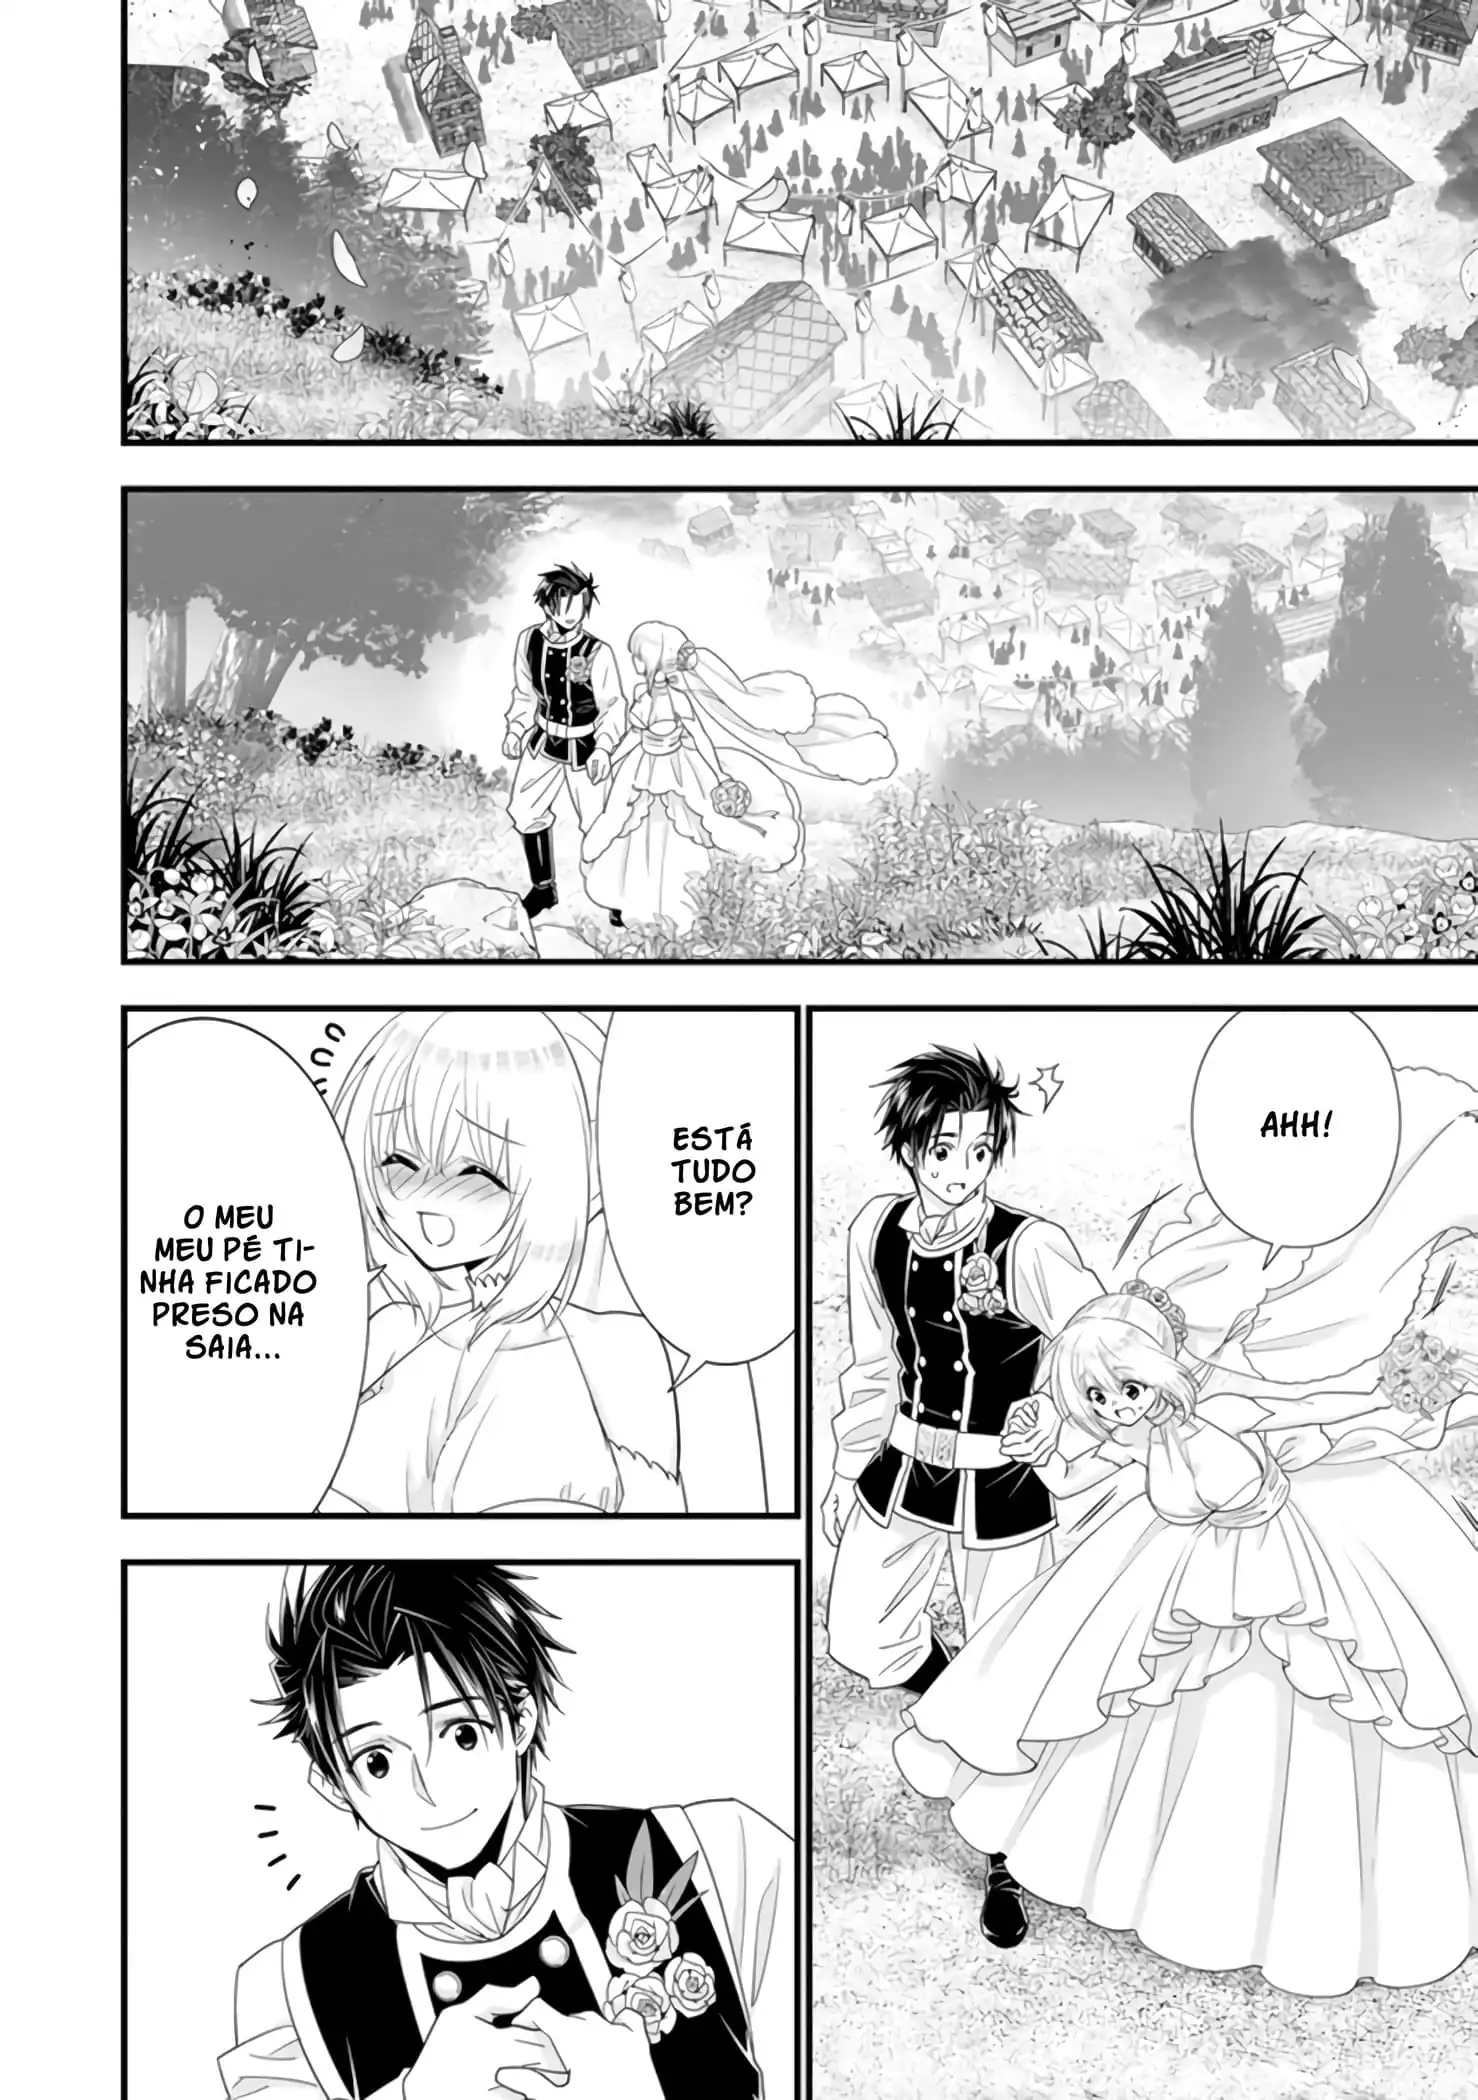 AHH!
ESTÁ
TUDO
BEM?
O MEU
MEU PÉ TI-
NHA FICADO
PRESO NA
SAIA...